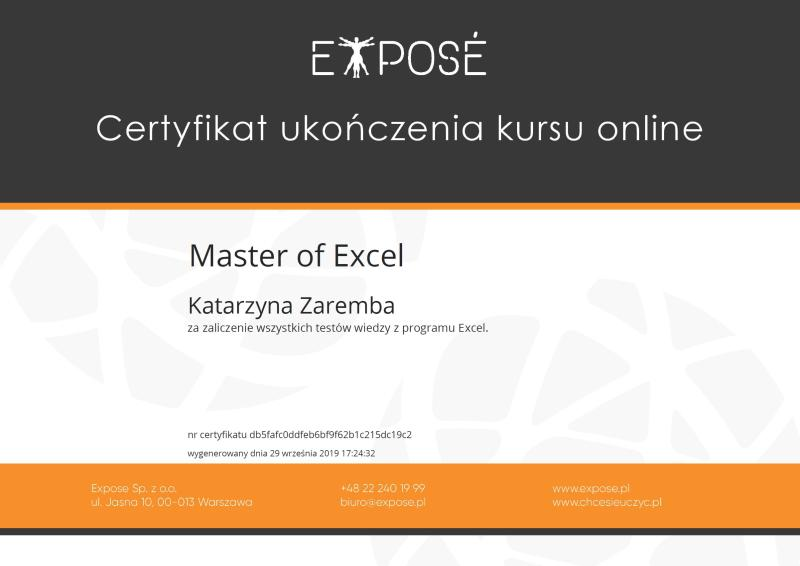 EXPOSÉ
Certyfikat ukończenia kursu online
Master of Excel
Katarzyna Zaremba
za zaliczenie wszystkich testów wiedzy z programu Excel.
nr certyfikatu db5fafc0ddfeb6bf9f62b1c215dc19c2
wygenerowany dnia 29 września 2019 17:24:32
Expose Sp. z o.o.
ul. Jasna 10, 00-013 Warszawa
+48 22 240 19 99
biuro@expose.pl
www.expose.pl
www.chcesieuczyc.pl